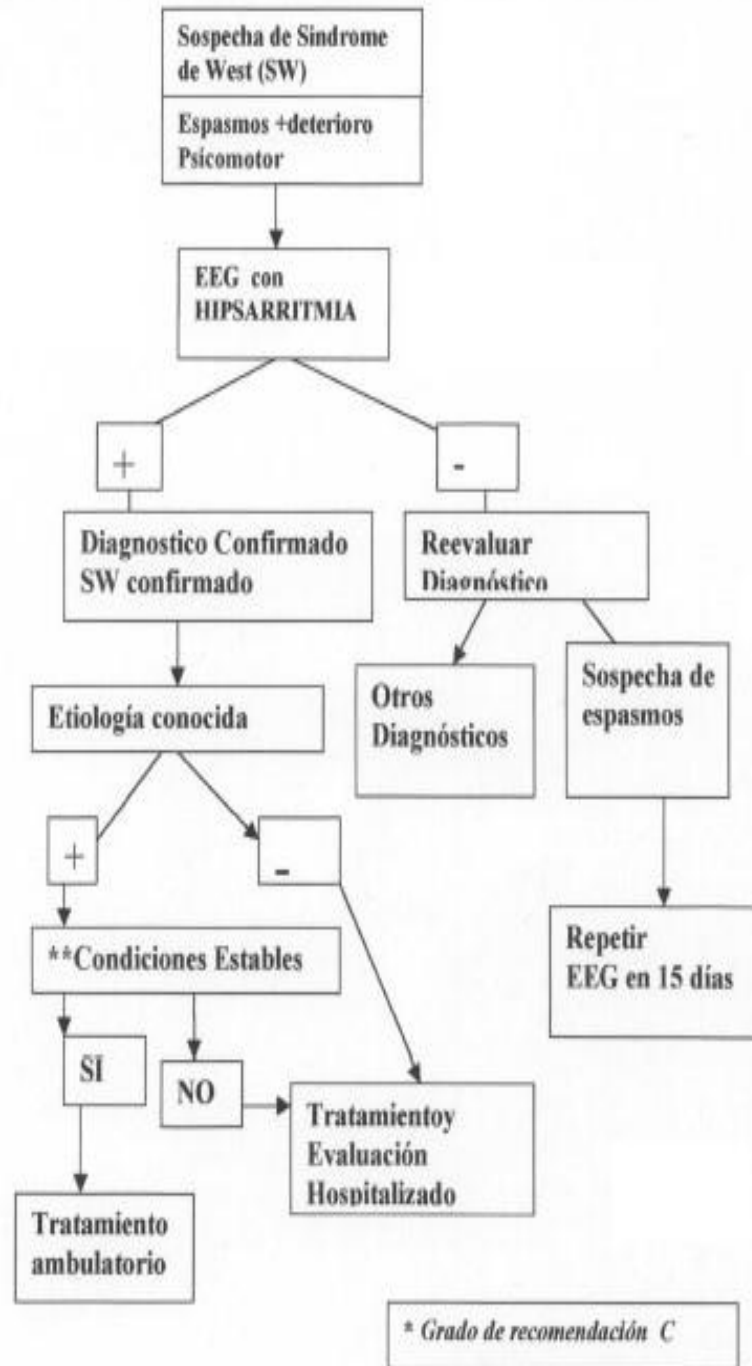 Sospecha de Sindrome
de West (SW)
Espasmos +deterioro
Psicomotor
EEG con
HIPSARRITMIA
+
-
Diagnostico Confirmado
SW confirmado
Reevaluar
Diagnóstico
Etiología conocida
Otros
Diagnósticos
Sospecha de
espasmos
+
-
**Condiciones Estables
Repetir
EEG en 15 días
SI
NO
Tratamientoy
Evaluación
Hospitalizado
Tratamiento
ambulatorio
* Grado de recomendación C